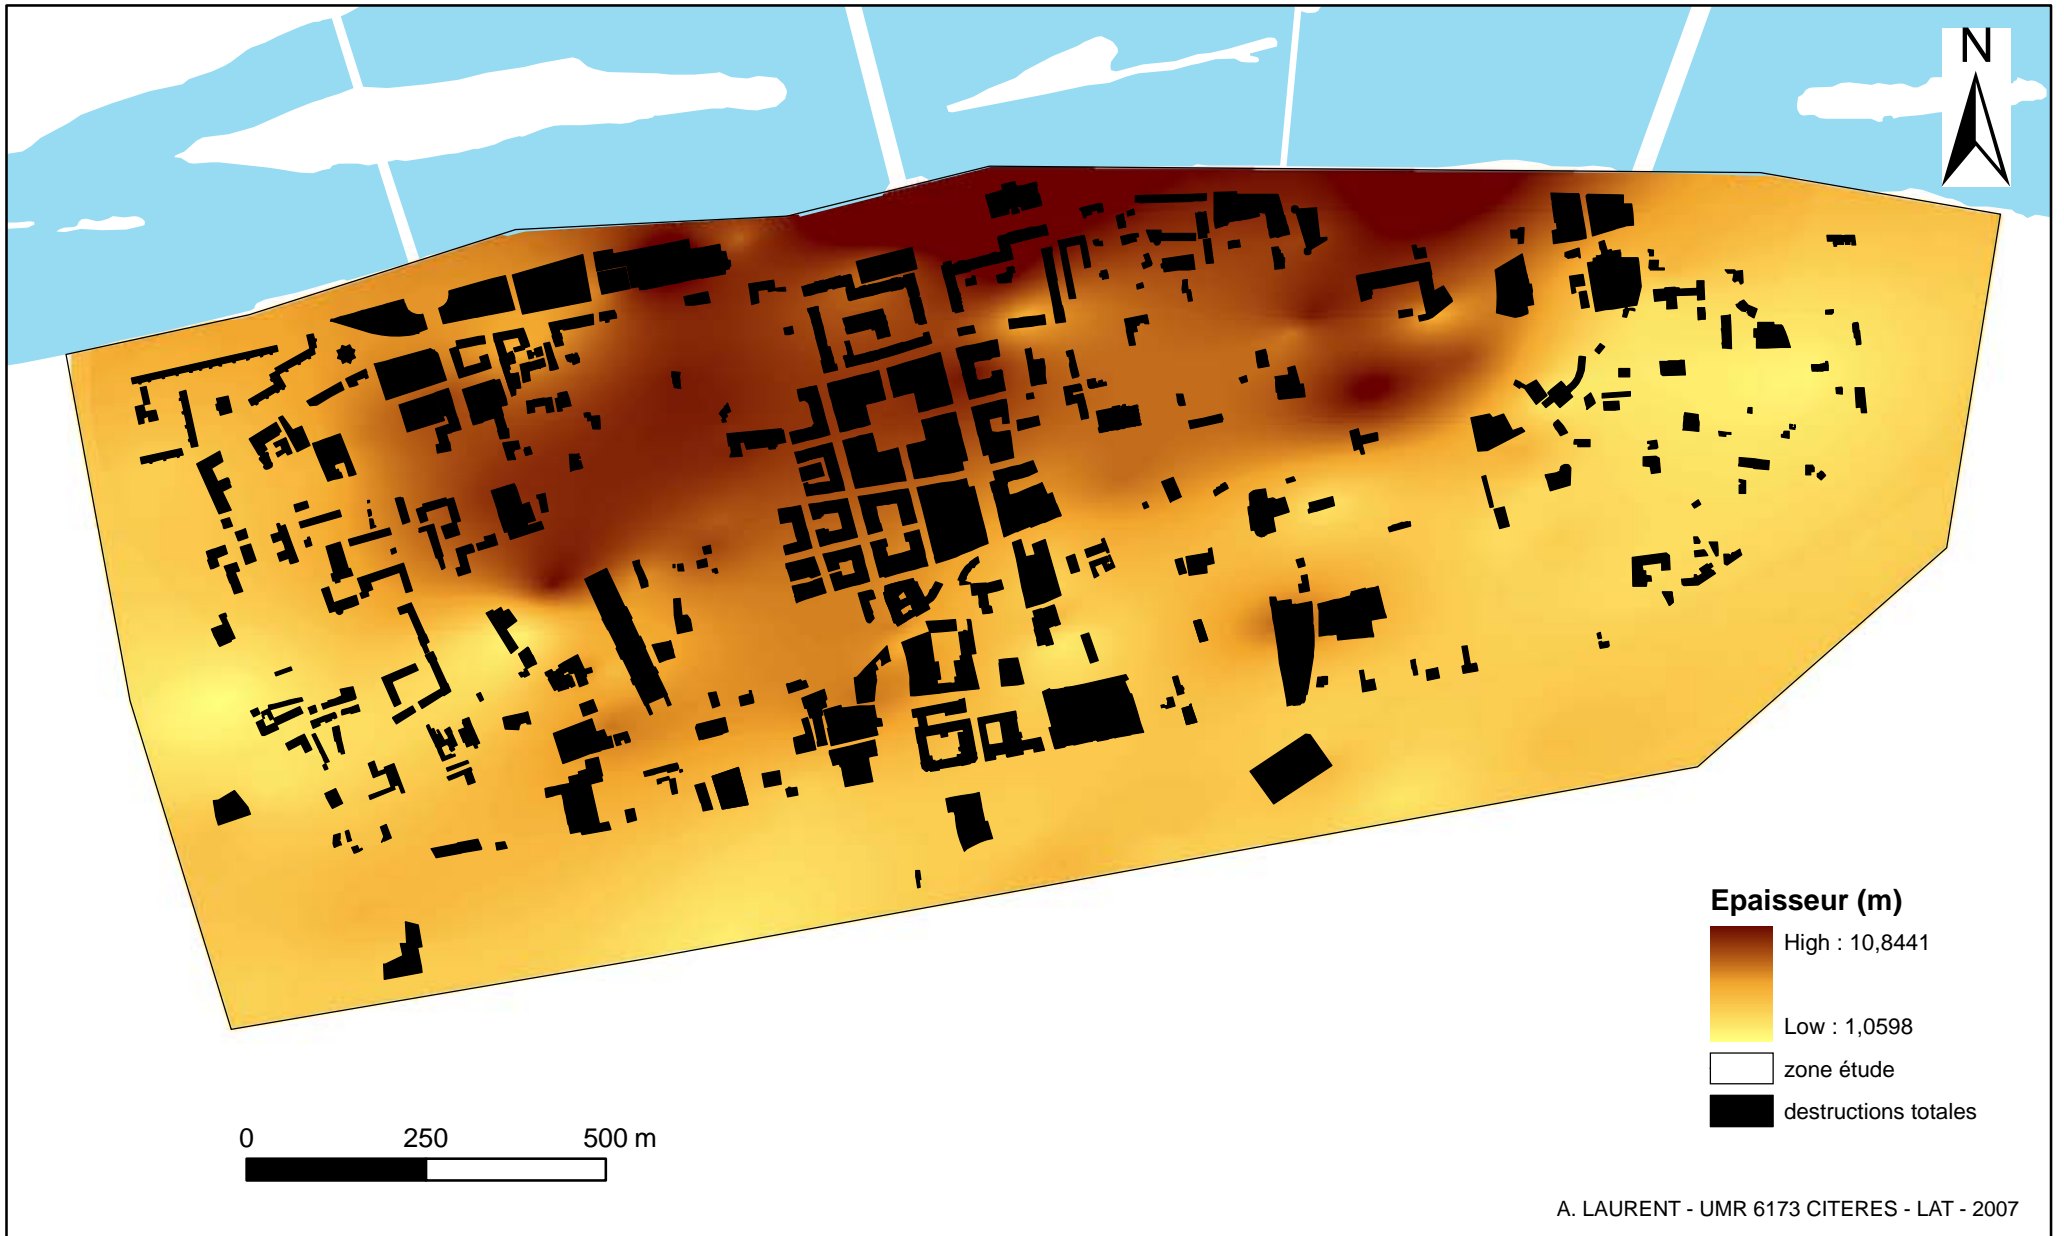 N
Epaisseur (m)
High : 10,8441
Low : 1,0598
zone étude
destructions totales
0 250 500 m
A. LAURENT - UMR 6173 CITERES - LAT - 2007